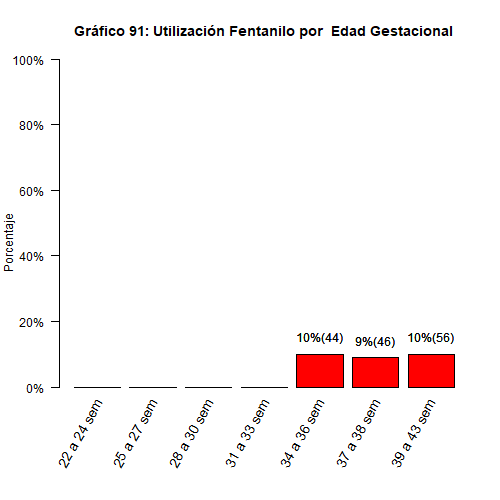 Gráfico 91: Utilización Fentanilo por  Edad Gestacional
Porcentaje
100%
80%
60%
40%
20%
0%
10%(44)
9%(46)
10%(56)
22 a 24 sem
25 a 27 sem
28 a 30 sem
31 a 33 sem
34 a 36 sem
37 a 38 sem
39 a 43 sem